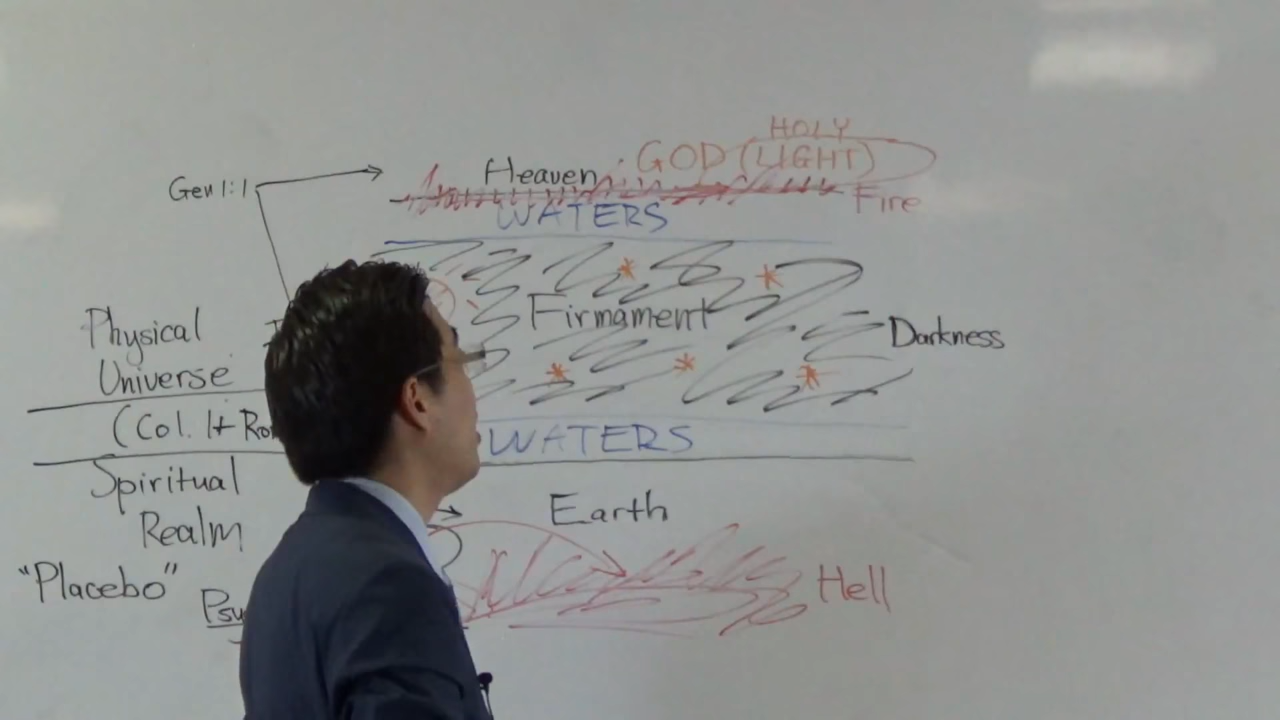 HOLY
Heaven GOD (LIGHT)
Gen 1:1
Fire
WATERS
Firmament
Darkness
Physical
Universe
(Col. 1+
WATERS
Spiritual
Realm
Earth
"Placebo"
Hell